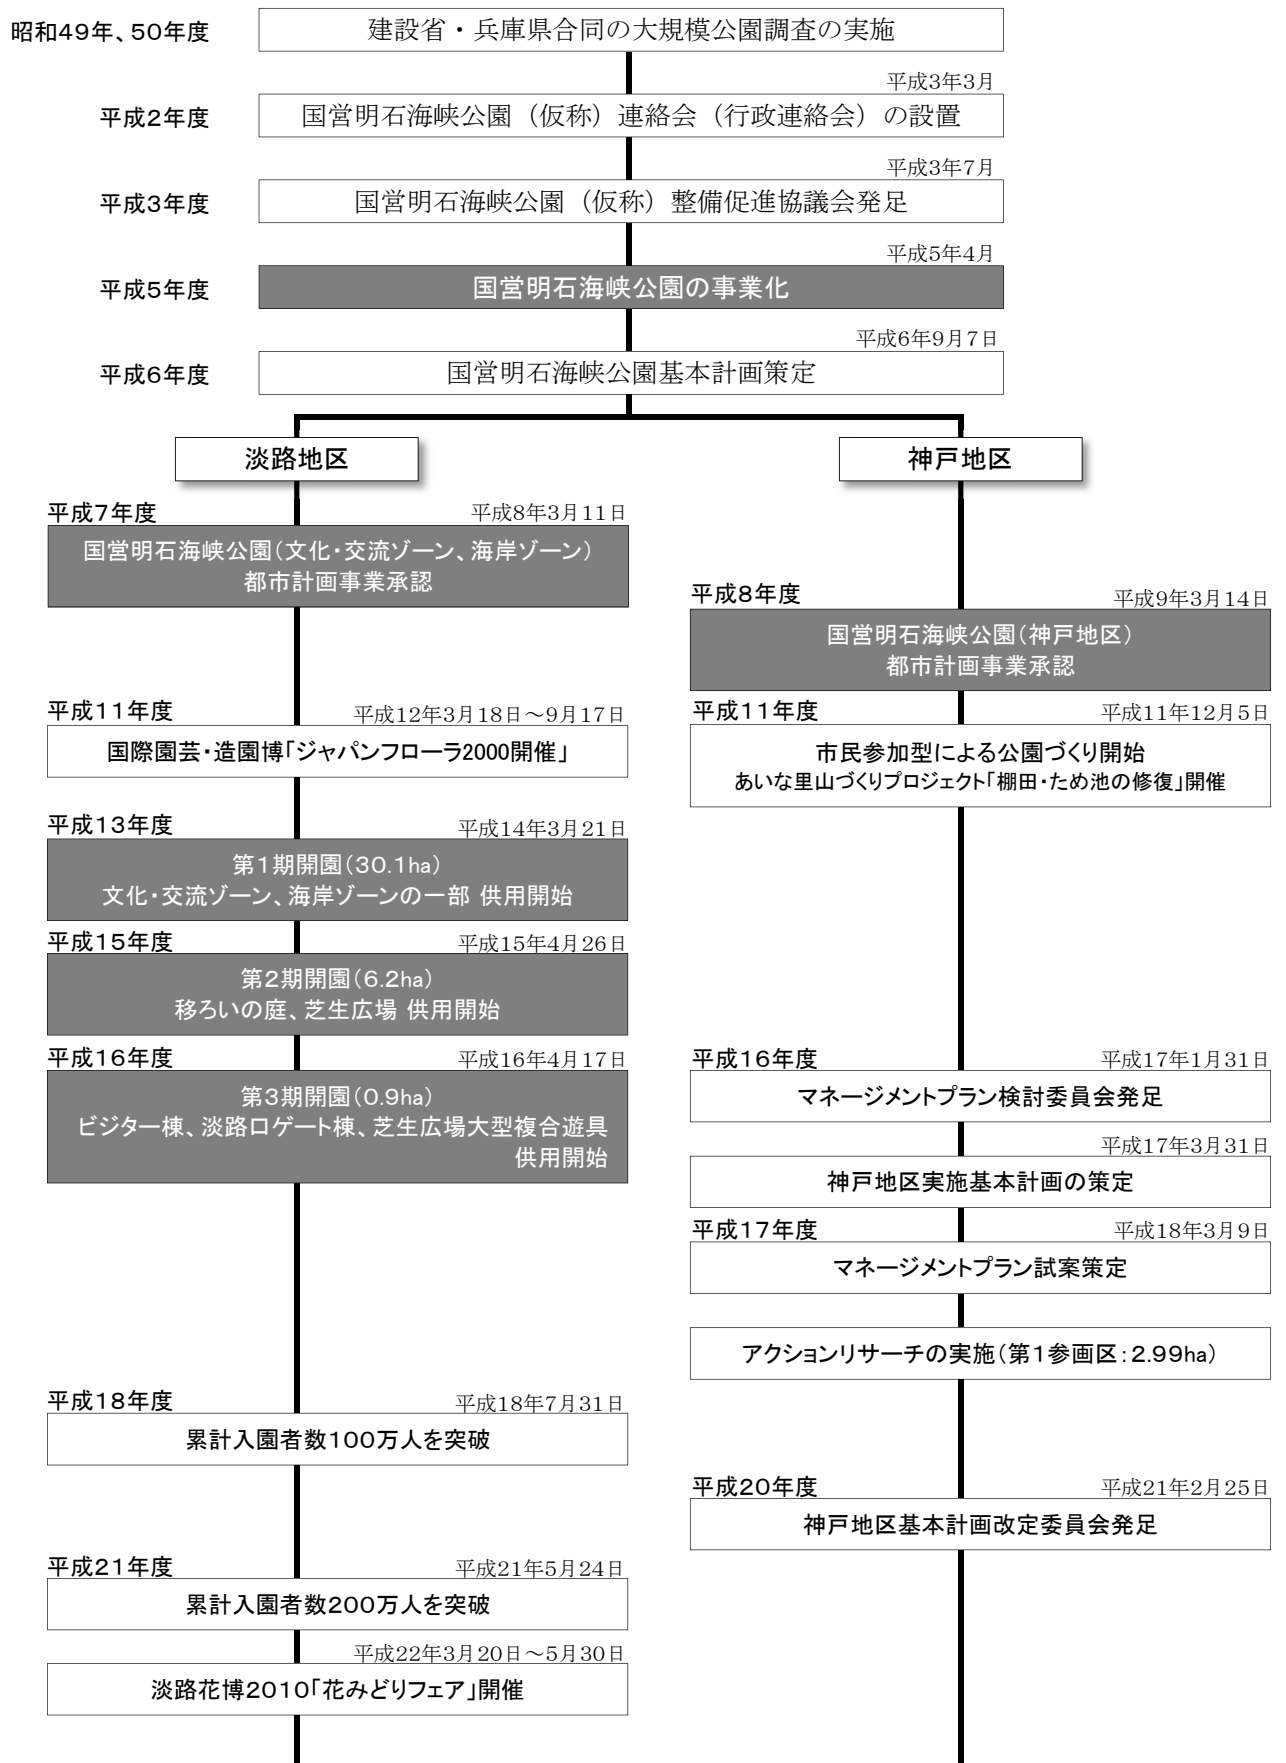 昭和49年、50年度
建設省・兵庫県合同の大規模公園調査の実施
平成3年3月
平成2年度
国営明石海峡公園（仮称）連絡会（行政連絡会）の設置
平成3年7月
平成3年度
国営明石海峡公園（仮称）整備促進協議会発足
平成5年4月
平成5年度
国営明石海峡公園の事業化
平成6年9月7日
平成6年度
国営明石海峡公園基本計画策定
淡路地区
平成7年度
平成8年3月11日
国営明石海峡公園(文化・交流ゾーン、海岸ゾーン)
都市計画事業承認
平成11年度
平成12年3月18日～9月17日
国際園芸・造園博「ジャパンフローラ2000開催」
平成13年度
平成14年3月21日
第1期開園(30.1ha)
文化・交流ゾーン、海岸ゾーンの一部 供用開始
平成15年度
平成15年4月26日
第2期開園(6.2ha)
移ろいの庭、芝生広場 供用開始
平成16年度
平成16年4月17日
第3期開園(0.9ha)
ビジター棟、淡路口ゲート棟、芝生広場大型複合遊具
供用開始
平成18年度
平成18年7月31日
累計入園者数100万人を突破
平成21年度
平成21年5月24日
累計入園者数200万人を突破
平成22年3月20日～5月30日
淡路花博2010「花みどりフェア」開催
神戸地区
平成8年度
平成9年3月14日
国営明石海峡公園(神戸地区)
都市計画事業承認
平成11年度
平成11年12月5日
市民参加型による公園づくり開始
あいな里山づくりプロジェクト「棚田・ため池の修復」開催
平成16年度
平成17年1月31日
マネージメントプラン検討委員会発足
平成17年3月31日
神戸地区実施基本計画の策定
平成17年度
平成18年3月9日
マネージメントプラン試案策定
アクションリサーチの実施(第1参画区:2.99ha)
平成20年度
平成21年2月25日
神戸地区基本計画改定委員会発足